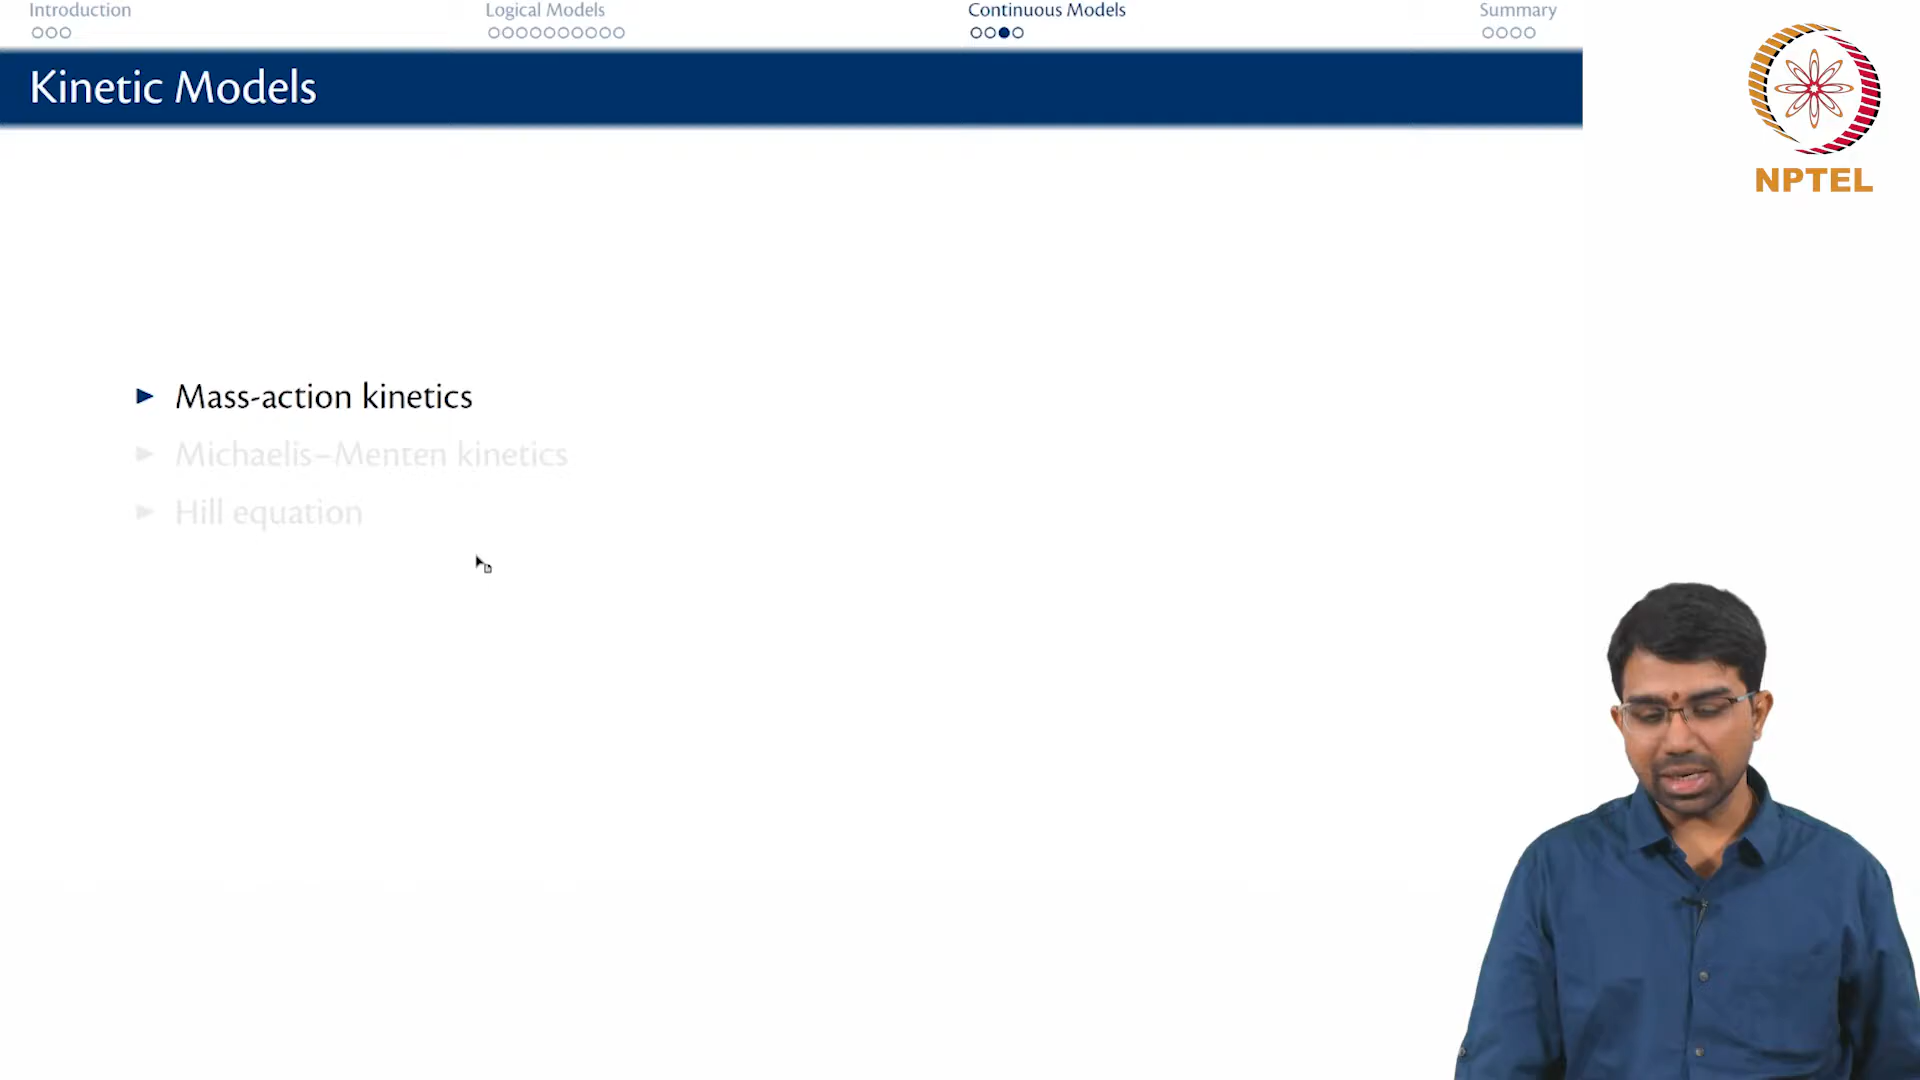 Introduction
Logical Models
Continuous Models
Summary
Kinetic Models
NPTEL
Mass-action kinetics
Michaelis–Menten kinetics
Hill equation